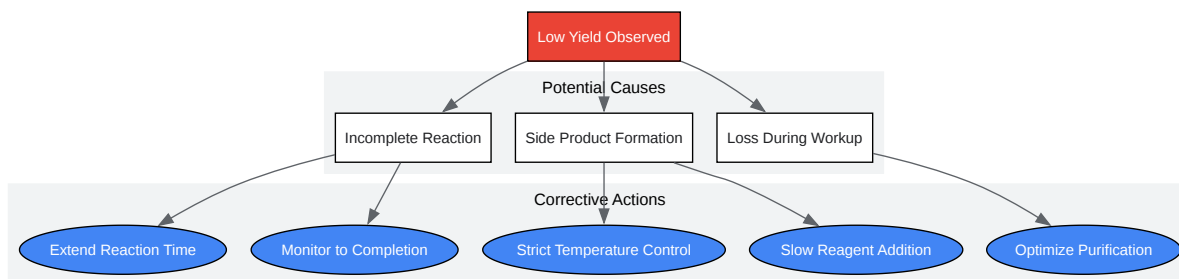 Low Yield Observed
Potential Causes
Incomplete Reaction
Side Product Formation
Loss During Workup
Corrective Actions
Extend Reaction Time
Monitor to Completion
Strict Temperature Control
Slow Reagent Addition
Optimize Purification